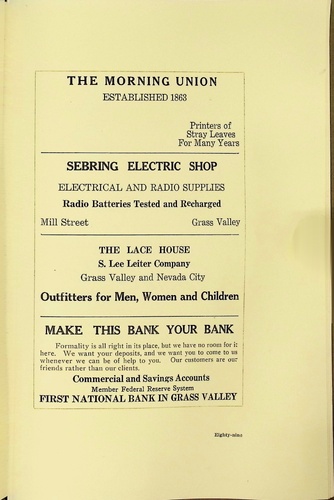 THE MORNING UNION
ESTABLISHED 1863
Printers of
Stray Leaves
For Many Years
SEBRING ELECTRIC SHOP
ELECTRICAL AND RADIO SUPPLIES
Radio Batteries Tested and Recharged
Mill Street Grass Valley
THE LACE HOUSE
S. Lee Leiter Company
Grass Valley and Nevada City
Outfitters for Men, Women and Children
MAKE THIS BANK YOUR BANK
Formality is all right in its place, but we have no room for it
here. We want your deposits, and we want you to come to us
whenever we can be of help to you. Our customers are our
friends rather than our clients.
Commercial and Savings Accounts
Member Federal Reserve System
FIRST NATIONAL BANK IN GRASS VALLEY
Eighty-nine